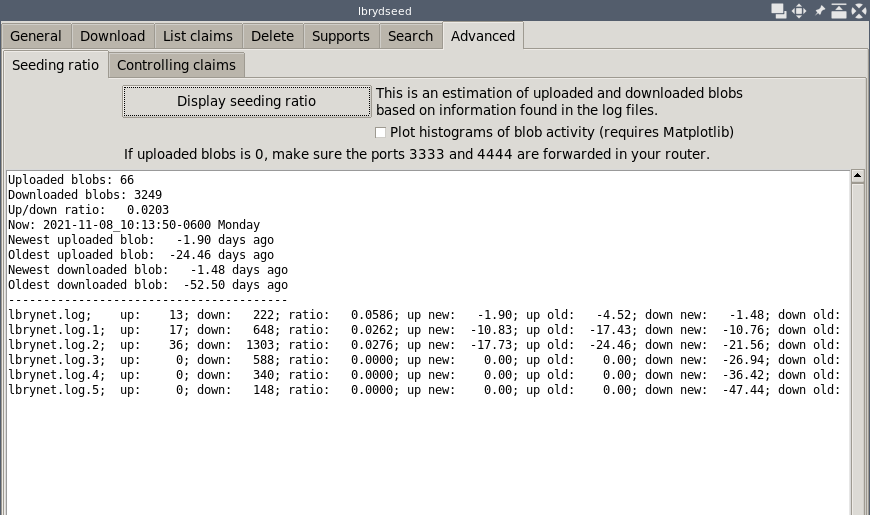 lbrydseed
General Download List claims Delete Supports Search Advanced
Seeding ratio Controlling claims
Display seeding ratio
This is an estimation of uploaded and downloaded blobs
based on information found in the log files.
Plot histograms of blob activity (requires Matplotlib)
If uploaded blobs is 0, make sure the ports 3333 and 4444 are forwarded in your router.
Uploaded blobs: 66
Downloaded blobs: 3249
Up/down ratio:   0.0203
Now: 2021-11-08_10:13:50-0600 Monday
Newest uploaded blob:   -1.90 days ago
Oldest uploaded blob:  -24.46 days ago
Newest downloaded blob:   -1.48 days ago
Oldest downloaded blob:  -52.50 days ago
----------------------------------------
lbrynet.log;    up:    13; down:   222; ratio:   0.0586; up new:   -1.90; up old:   -4.52; down new:   -1.48; down old:
lbrynet.log.1;  up:    17; down:   648; ratio:   0.0262; up new:  -10.83; up old:  -17.43; down new:  -10.76; down old:
lbrynet.log.2;  up:    36; down:  1303; ratio:   0.0276; up new:  -17.73; up old:  -24.46; down new:  -21.56; down old:
lbrynet.log.3;  up:     0; down:   588; ratio:   0.0000; up new:    0.00; up old:    0.00; down new:  -26.94; down old:
lbrynet.log.4;  up:     0; down:   340; ratio:   0.0000; up new:    0.00; up old:    0.00; down new:  -36.42; down old:
lbrynet.log.5;  up:     0; down:   148; ratio:   0.0000; up new:    0.00; up old:    0.00; down new:  -47.44; down old: